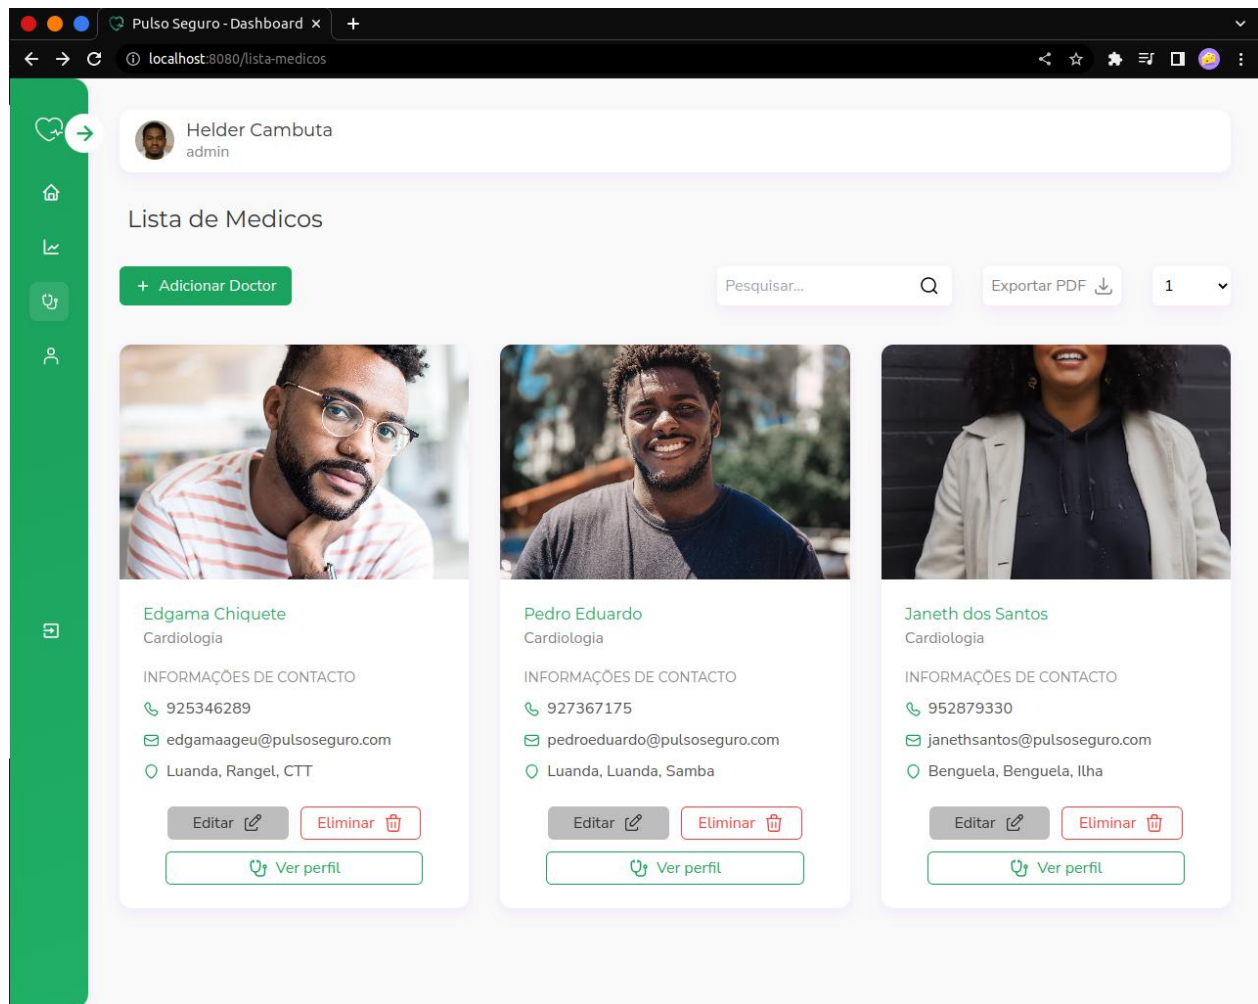 Pulso Seguro - Dashboard
localhost:8080/lista-medicos
Helder Cambuta
admin
Lista de Medicos
+ Adicionar Doctor
Pesquisar...
Exportar PDF
1
Edgama Chiquete
Cardiologia
INFORMAÇÕES DE CONTACTO
925346289
edgamaageu@pulsoseguro.com
Luanda, Rangel, CTT
Editar
Eliminar
Ver perfil
Pedro Eduardo
Cardiologia
INFORMAÇÕES DE CONTACTO
927367175
pedroeduardo@pulsoseguro.com
Luanda, Luanda, Samba
Editar
Eliminar
Ver perfil
Janeth dos Santos
Cardiologia
INFORMAÇÕES DE CONTACTO
952879330
janethsantos@pulsoseguro.com
Benguela, Benguela, Ilha
Editar
Eliminar
Ver perfil